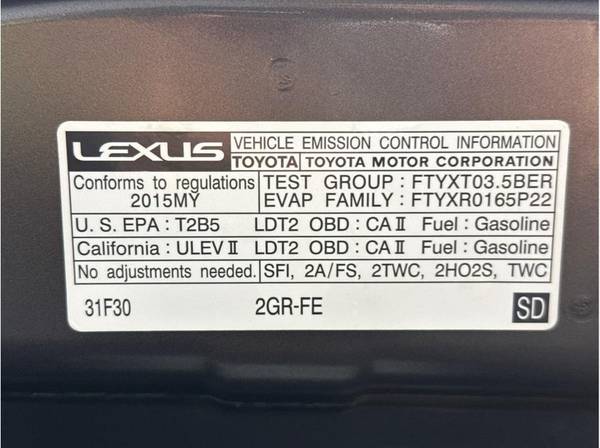 LEXUS VEHICLE EMISSION CONTROL INFORMATION
TOYOTA TOYOTA MOTOR CORPORATION
Conforms to regulations TEST GROUP : FTYXT03.5BER
2015MY EVAP FAMILY : FTYXR0165P22
U. S. EPA : T2B5 LDT2 OBD : CA II Fuel : Gasoline
California : ULEV II LDT2 OBD : CA II Fuel : Gasoline
No adjustments needed. SFI, 2A/FS, 2TWC, 2HO2S, TWC
31F30 2GR-FE SD